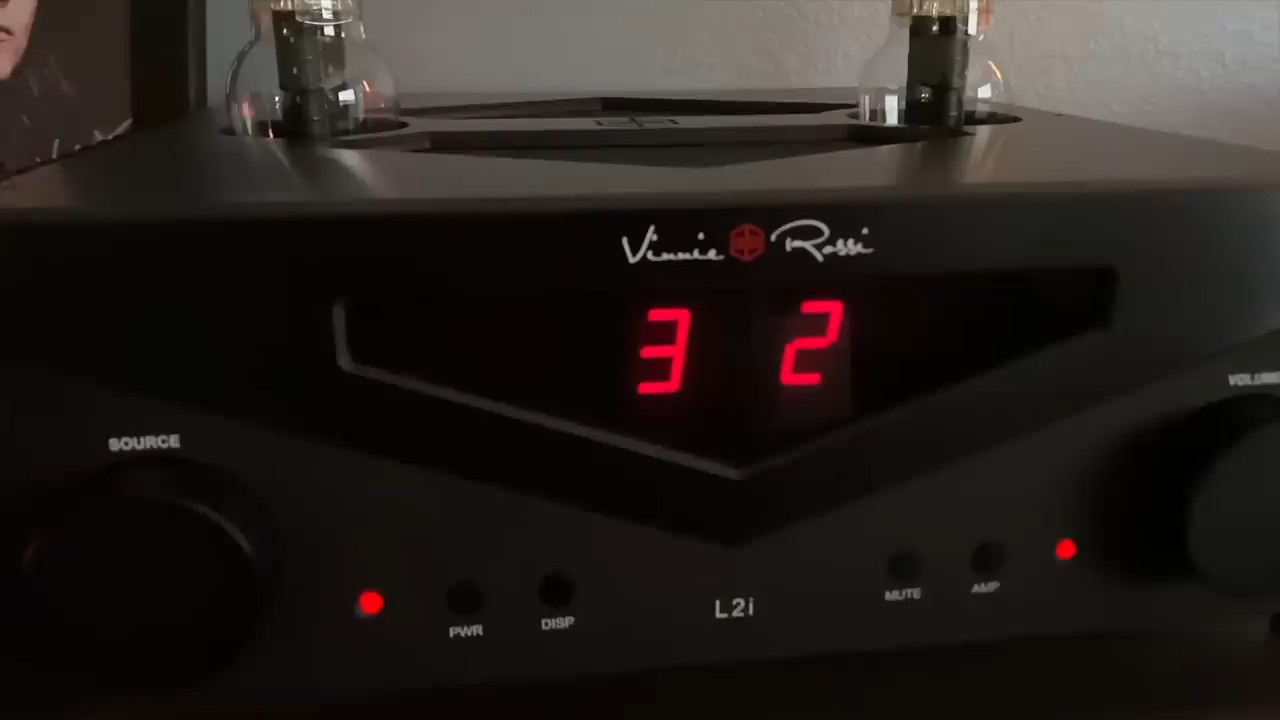 Vinnie Rossi
3 2
VOLUME
SOURCE
MUTE AMP
L2i
PWR DISP